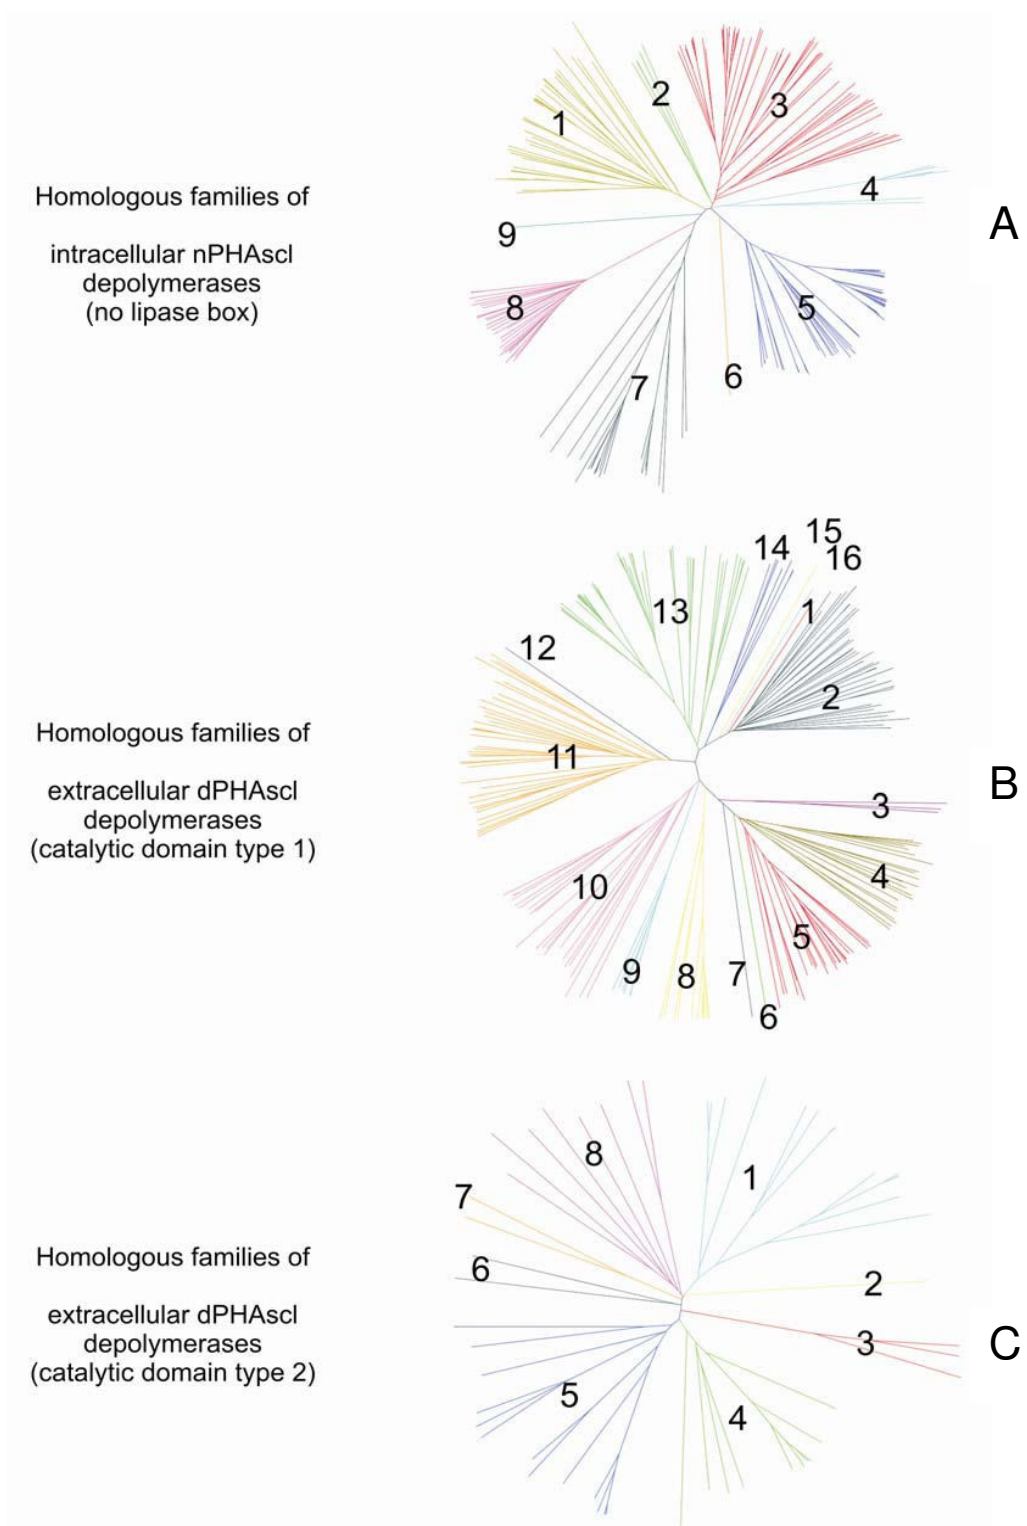 1
2
3
4
5
6
7
8
9
Homologous families of
intracellular nPHAscl
depolymerases
(no lipase box)
A
15
14
16
13
1
12
2
11
3
4
10
5
9
8
7
6
Homologous families of
extracellular dPHAscl
depolymerases
(catalytic domain type 1)
B
8
1
7
6
2
3
5
4
Homologous families of
extracellular dPHAscl
depolymerases
(catalytic domain type 2)
C